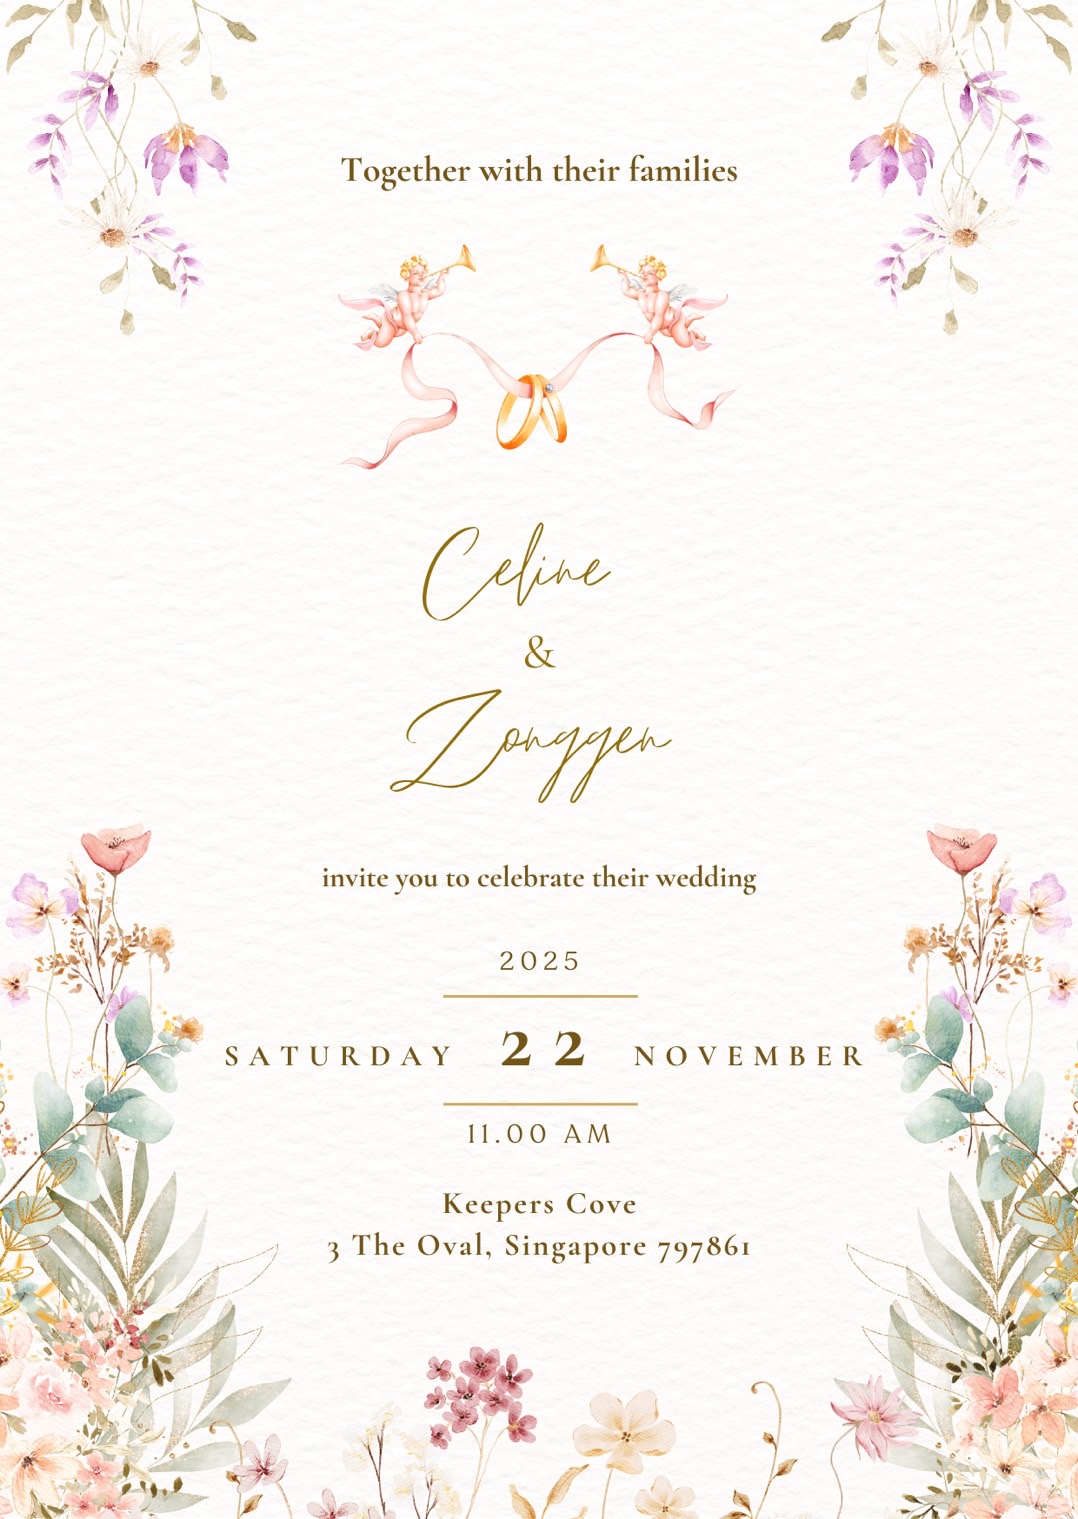 Together with their families
Celine
&
Zonggen
invite you to celebrate their wedding
2025
SATURDAY 22 NOVEMBER
11.00 AM
Keepers Cove
3 The Oval, Singapore 797861